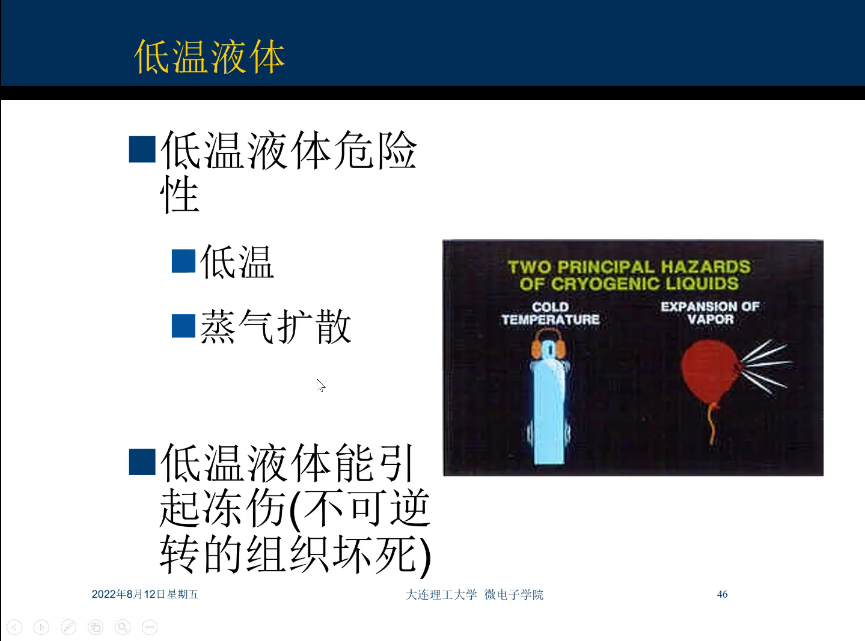 低温液体
■低温液体危险
性
■低温
■蒸气扩散
■低温液体能引
起冻伤(不可逆
转的组织坏死)
TWO PRINCIPAL HAZARDS
OF CRYOGENIC LIQUIDS
COLD
TEMPERATURE
EXPANSION OF
VAPOR
2022年8月12日星期五
大连理工大学 微电子学院
46